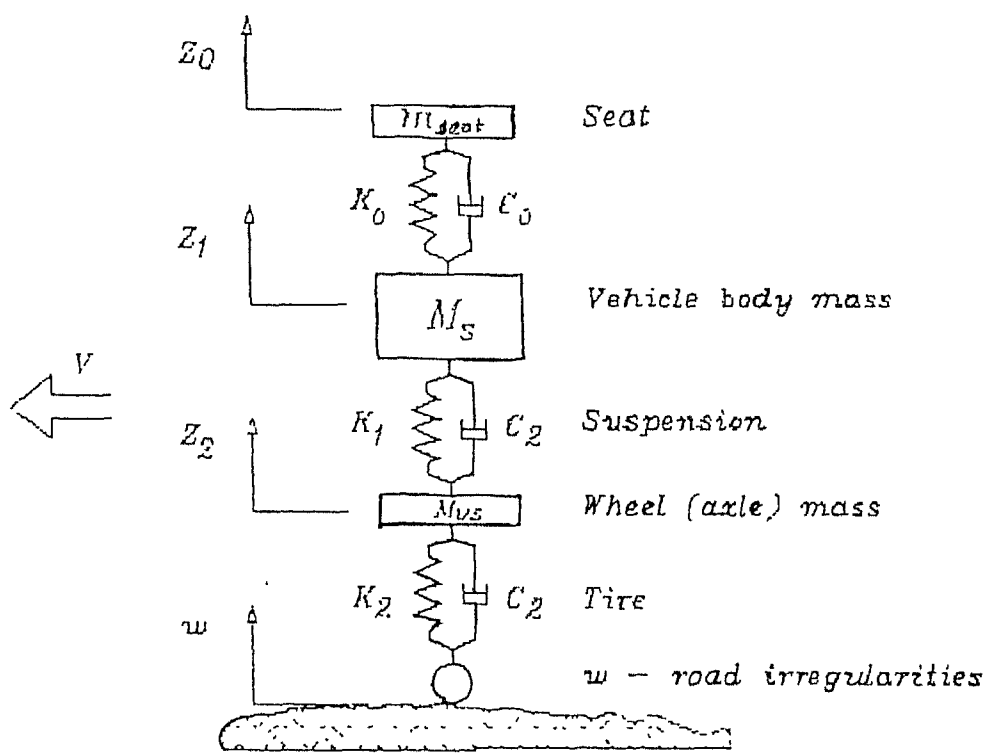 Z0
m seat
Seat
K0
C0
Z1
Ms
Vehicle body mass
V
Z2
K1
C2
Suspension
Mus
Wheel (axle) mass
K2
C2
Tire
w
w - road irregularities